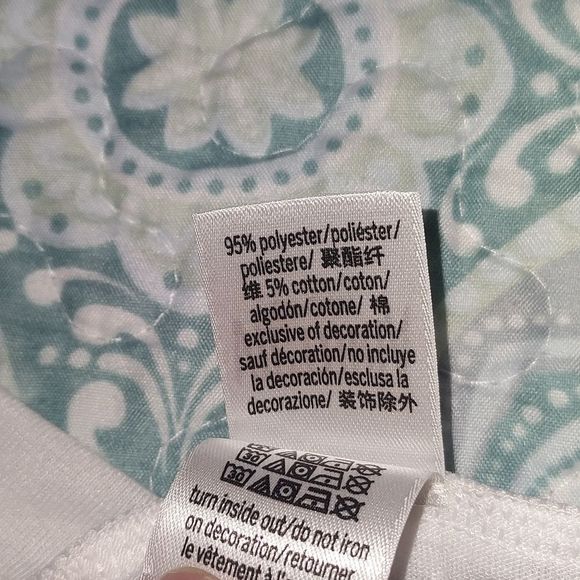 95% polyester/poliéster/
poliestere/ 聚酯纤
维 5% cotton/coton/
algodón/cotone/ 棉
exclusive of decoration/
sauf décoration/no incluye
la decoración/esclusa la
decorazione/ 装饰除外
30
30
turn inside out/do not iron
on decoration/retourner
le vêtement à l'